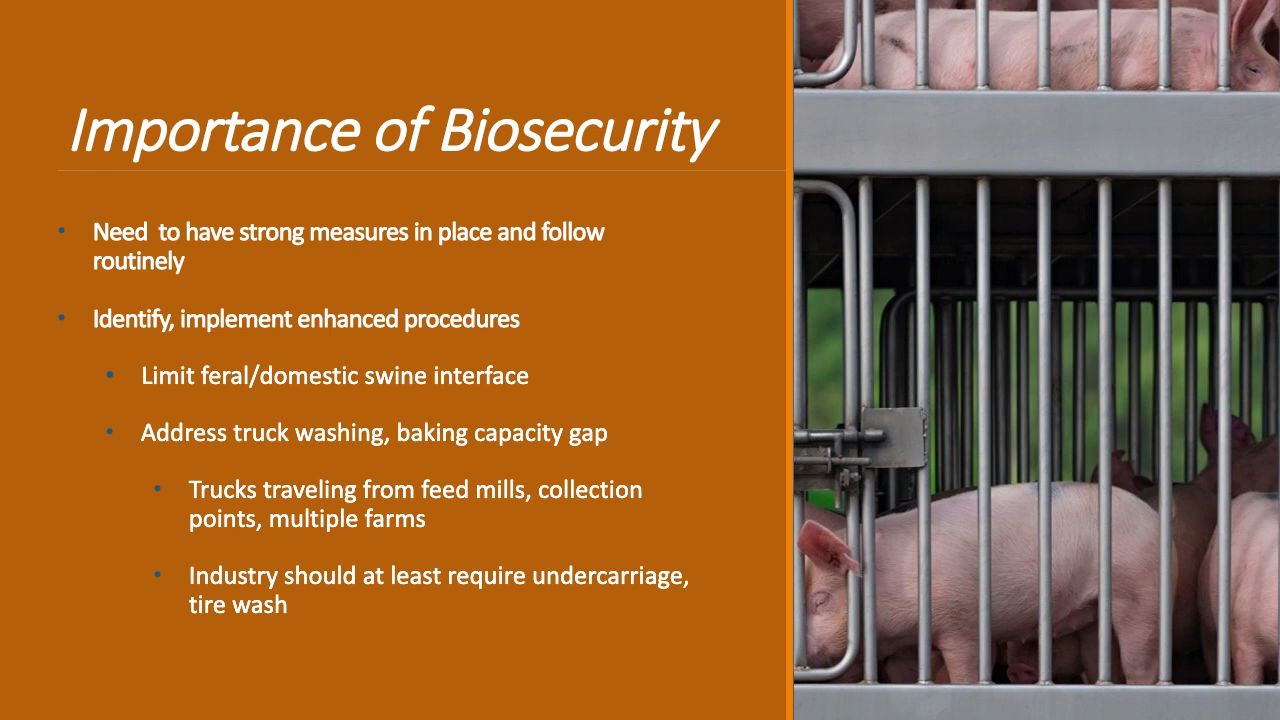 Importance of Biosecurity
• Need  to have strong measures in place and follow
routinely
• Identify, implement enhanced procedures
• Limit feral/domestic swine interface
• Address truck washing, baking capacity gap
• Trucks traveling from feed mills, collection
points, multiple farms
• Industry should at least require undercarriage,
tire wash